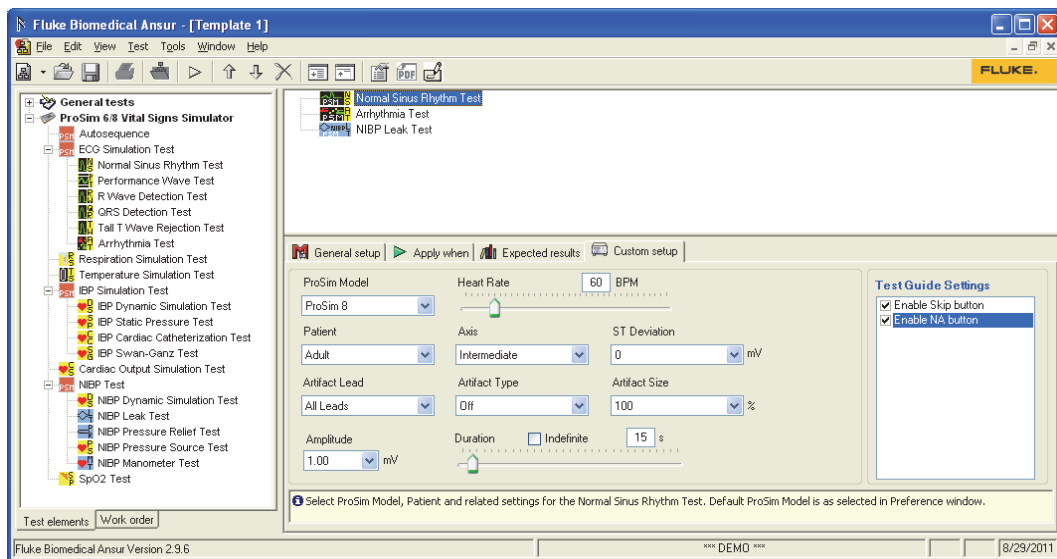 Fluke Biomedical Ansur - [Template 1]
File Edit View Test Tools Window Help
PDF
FLUKE.
General tests
ProSim 6/8 Vital Signs Simulator
Autosequence
ECG Simulation Test
Normal Sinus Rhythm Test
Performance Wave Test
R Wave Detection Test
QRS Detection Test
Tall T Wave Rejection Test
Arrhythmia Test
Respiration Simulation Test
Temperature Simulation Test
IBP Simulation Test
IBP Dynamic Simulation Test
IBP Static Pressure Test
IBP Cardiac Catheterization Test
IBP Swan-Ganz Test
Cardiac Output Simulation Test
NIBP Test
NIBP Dynamic Simulation Test
NIBP Leak Test
NIBP Pressure Relief Test
NIBP Pressure Source Test
NIBP Manometer Test
SpO2 Test
Test elements Work order
Normal Sinus Rhythm Test
Arrhythmia Test
NIBP Leak Test
General setup Apply when Expected results Custom setup
ProSim Model Heart Rate 60 BPM
ProSim 8
Patient Axis ST Deviation
Adult Intermediate 0 mV
Artifact Lead Artifact Type Artifact Size
All Leads Off 100 %
Amplitude Duration Indefinite 15 s
1.00 mV
Test Guide Settings
Enable Skip button
Enable NA button
Select ProSim Model, Patient and related settings for the Normal Sinus Rhythm Test. Default ProSim Model is as selected in Preference window.
Fluke Biomedical Ansur Version 2.9.6 *** DEMO *** 8/29/2011